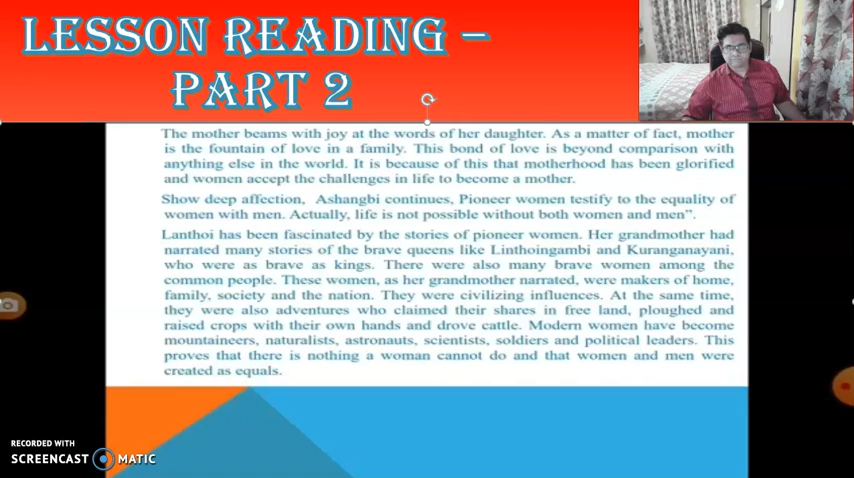 LESSON READING –
PART 2
The mother beams with joy at the words of her daughter. As a matter of fact, mother
is the fountain of love in a family. This bond of love is beyond comparison with
anything else in the world. It is because of this that motherhood has been glorified
and women accept the challenges in life to become a mother.
Show deep affection, Ashangbi continues, Pioneer women testify to the equality of
women with men. Actually, life is not possible without both women and men”.
Lanthoi has been fascinated by the stories of pioneer women. Her grandmother had
narrated many stories of the brave queens like Linthoingambi and Kuranganayani,
who were as brave as kings. There were also many brave women among the
common people. These women, as her grandmother narrated, were makers of home,
family, society and the nation. They were civilizing influences. At the same time,
they were also adventures who claimed their shares in free land, ploughed and
raised crops with their own hands and drove cattle. Modern women have become
mountaineers, naturalists, astronauts, scientists, soldiers and political leaders. This
proves that there is nothing a woman cannot do and that women and men were
created as equals.
RECORDED WITH
SCREENCAST MATIC